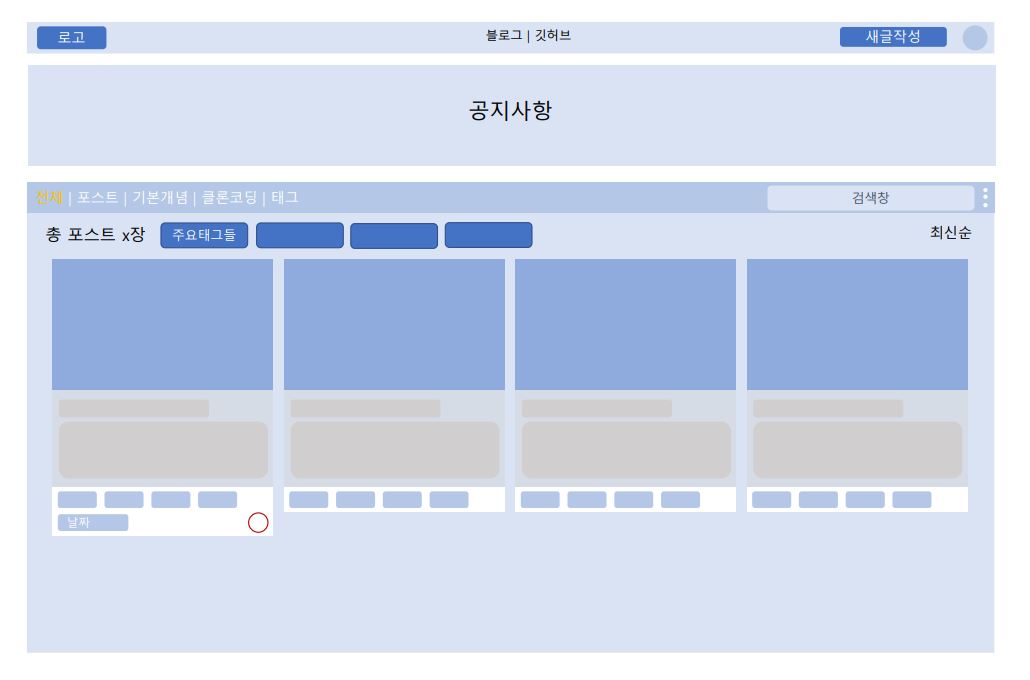 로고
블로그 | 깃허브
새글작성
공지사항
전체 | 포스트 | 기본개념 | 클론코딩 | 태그
검색창
총 포스트 x장
주요태그들
최신순
날짜